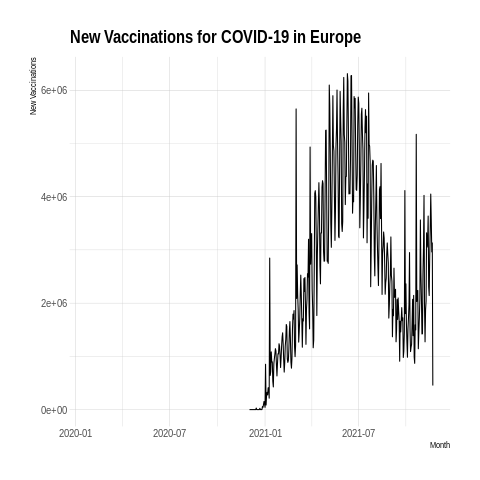 New Vaccinations for COVID-19 in Europe
New Vaccinations
6e+06
4e+06
2e+06
0e+00
2020-01
2020-07
2021-01
2021-07
Month